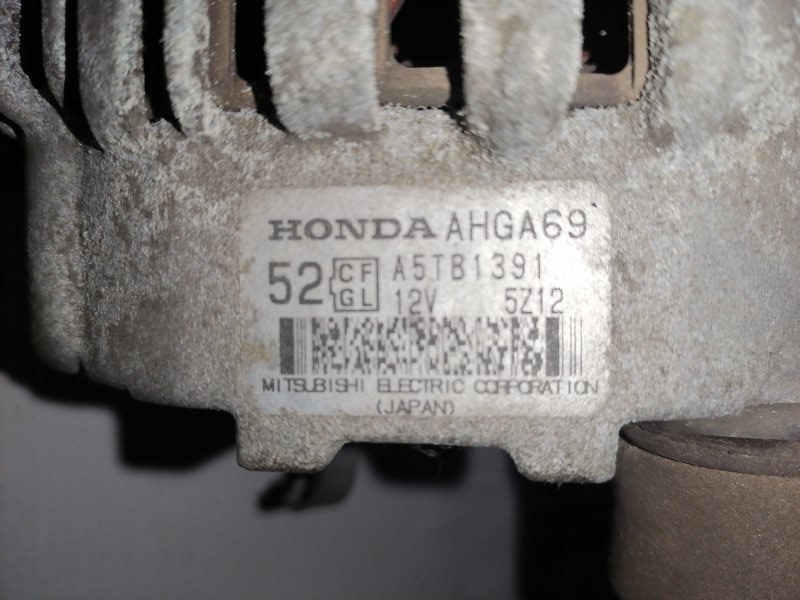 HONDA AHGA69
52 CF GL A5TB1391
12V 5Z12
MITSUBISHI ELECTRIC CORPORATION
(JAPAN)